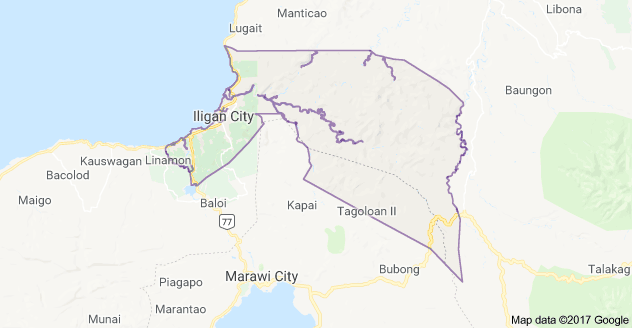 Manticao
Libona
Lugait
Baungon
Iligan City
Kauswagan
Linamon
Bacolod
Maigo
Baloi
77
Kapai
Tagoloan II
Marawi City
Bubong
Talakag
Piagapo
Marantao
Munai
Map data ©2017 Google